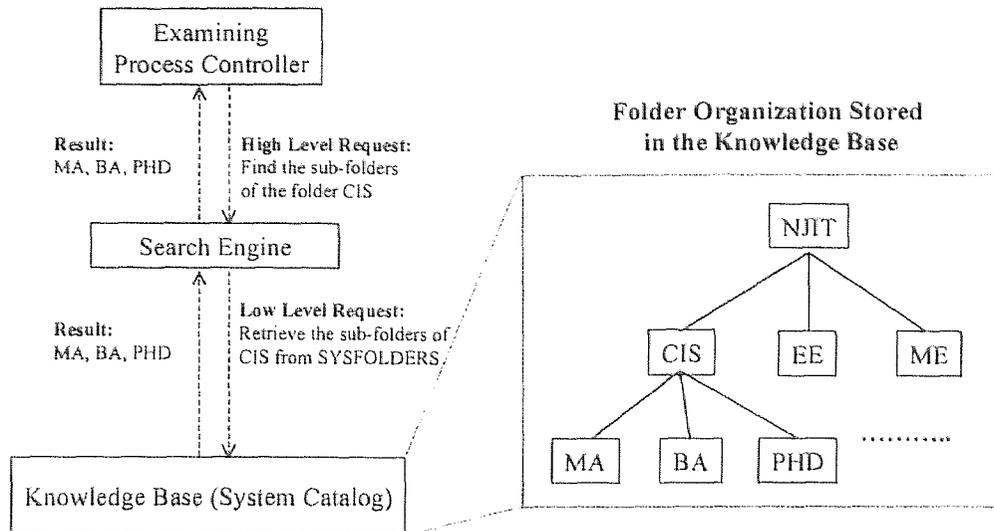 Examining
Process Controller
Result:
MA, BA, PHD
High Level Request:
Find the sub-folders
of the folder CIS
Search Engine
Result:
MA, BA, PHD
Low Level Request:
Retrieve the sub-folders of
CIS from SYSFOLDERS.
Knowledge Base (System Catalog)
Folder Organization Stored
in the Knowledge Base
NJIT
CIS
EE
ME
MA
BA
PHD